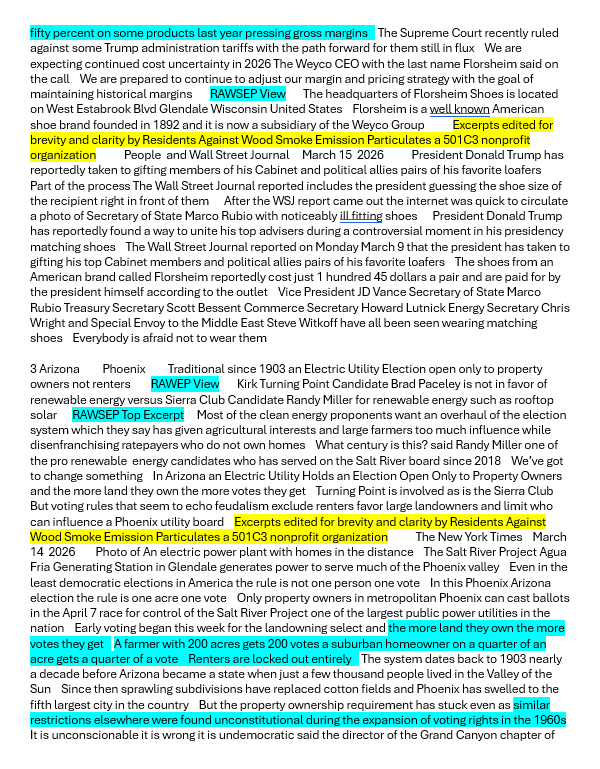 fifty percent on some products last year pressing gross margins   The Supreme Court recently ruled
against some Trump administration tariffs with the path forward for them still in flux   We are
expecting continued cost uncertainty in 2026 The Weyco CEO with the last name Florsheim said on
the call   We are prepared to continue to adjust our margin and pricing strategy with the goal of
maintaining historical margins   RAWSEP View   The headquarters of Florsheim Shoes is located
on West Estabrook Blvd Glendale Wisconsin United States   Florsheim is a well known American
shoe brand founded in 1892 and it is now a subsidiary of the Weyco Group   Excerpts edited for
brevity and clarity by Residents Against Wood Smoke Emission Particulates a 501C3 nonprofit
organization   People and Wall Street Journal   March 15 2026   President Donald Trump has
reportedly taken to gifting members of his Cabinet and political allies pairs of his favorite loafers
Part of the process The Wall Street Journal reported includes the president guessing the shoe size of
the recipient right in front of them   After the WSJ report came out the internet was quick to circulate
a photo of Secretary of State Marco Rubio with noticeably ill.fitting shoes   President Donald Trump
has reportedly found a way to unite his top advisers during a controversial moment in his presidency
matching shoes   The Wall Street Journal reported on Monday March 9 that the president has taken to
gifting his top Cabinet members and political allies pairs of his favorite loafers   The shoes from an
American brand called Florsheim reportedly cost just 1 hundred 45 dollars a pair and are paid for by
the president himself according to the outlet   Vice President JD Vance Secretary of State Marco
Rubio Treasury Secretary Scott Bessent Commerce Secretary Howard Lutnick Energy Secretary Chris
Wright and Special Envoy to the Middle East Steve Witkoff have all been seen wearing matching
shoes   Everybody is afraid not to wear them
3 Arizona   Phoenix   Traditional since 1903 an Electric Utility Election open only to property
owners not renters   RAWEP View   Kirk Turning Point Candidate Brad Paceley is not in favor of
renewable energy versus Sierra Club Candidate Randy Miller for renewable energy such as rooftop
solar   RAWSEP Top Excerpt   Most of the clean energy proponents want an overhaul of the election
system which they say has given agricultural interests and large farmers too much influence while
disenfranchising ratepayers who do not own homes   What century is this? said Randy Miller one of
the pro renewable energy candidates who has served on the Salt River board since 2018   We've got
to change something   In Arizona an Electric Utility Holds an Election Open Only to Property Owners
and the more land they own the more votes they get   Turning Point is involved as is the Sierra Club
But voting rules that seem to echo feudalism exclude renters favor large landowners and limit who
can influence a Phoenix utility board   Excerpts edited for brevity and clarity by Residents Against
Wood Smoke Emission Particulates a 501C3 nonprofit organization   The New York Times   March
14 2026   Photo of An electric power plant with homes in the distance   The Salt River Project Agua
Fria Generating Station in Glendale generates power to serve much of the Phoenix valley   Even in the
least democratic elections in America the rule is not one person one vote   In this Phoenix Arizona
election the rule is one acre one vote   Only property owners in metropolitan Phoenix can cast ballots
in the April 7 race for control of the Salt River Project one of the largest public power utilities in the
nation   Early voting began this week for the landowning select and the more land they own the more
votes they get   A farmer with 200 acres gets 200 votes a suburban homeowner on a quarter of an
acre gets a quarter of a vote   Renters are locked out entirely   The system dates back to 1903 nearly
a decade before Arizona became a state when just a few thousand people lived in the Valley of the
Sun   Since then sprawling subdivisions have replaced cotton fields and Phoenix has swelled to the
fifth largest city in the country   But the property ownership requirement has stuck even as similar
restrictions elsewhere were found unconstitutional during the expansion of voting rights in the 1960s
It is unconscionable it is wrong it is undemocratic said the director of the Grand Canyon chapter of